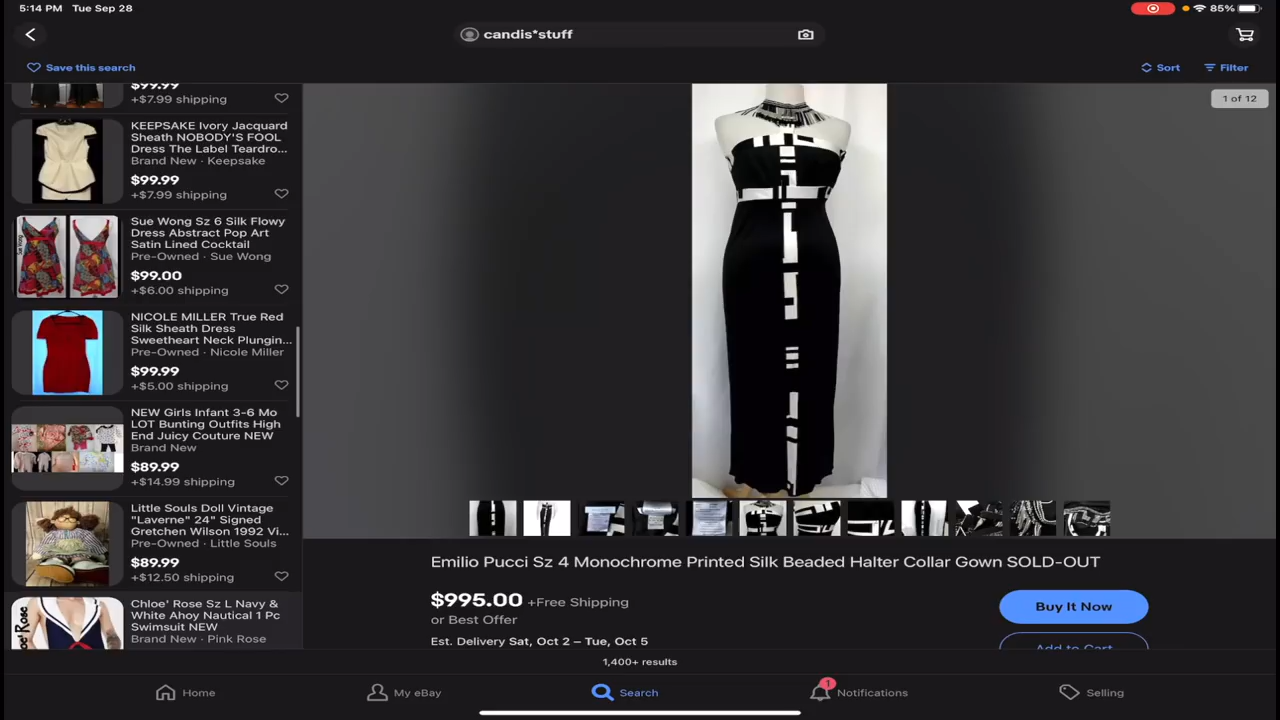 5:14 PM Tue Sep 28
85%
candis*stuff
Save this search
Sort
Filter
$99.99
+$7.99 shipping
KEEPSAKE Ivory Jacquard
Sheath NOBODY'S FOOL
Dress The Label Teardro...
Brand New · Keepsake
$99.99
+$7.99 shipping
Sue Wong Sz 6 Silk Flowy
Dress Abstract Pop Art
Satin Lined Cocktail
Pre-Owned · Sue Wong
$99.00
+$6.00 shipping
NICOLE MILLER True Red
Silk Sheath Dress
Sweetheart Neck Plungin...
Pre-Owned · Nicole Miller
$99.99
+$5.00 shipping
NEW Girls Infant 3-6 Mo
LOT Bunting Outfits High
End Juicy Couture NEW
Brand New
$89.99
+$14.99 shipping
Little Souls Doll Vintage
"Laverne" 24" Signed
Gretchen Wilson 1992 Vi...
Pre-Owned · Little Souls
$89.99
+$12.50 shipping
Chloe' Rose
Chloe' Rose Sz L Navy &
White Ahoy Nautical 1 Pc
Swimsuit NEW
Brand New · Pink Rose
1 of 12
Emilio Pucci Sz 4 Monochrome Printed Silk Beaded Halter Collar Gown SOLD-OUT
$995.00 +Free Shipping
or Best Offer
Est. Delivery Sat, Oct 2 – Tue, Oct 5
Buy It Now
Add to Cart
1,400+ results
Home
My eBay
Search
1
Notifications
Selling